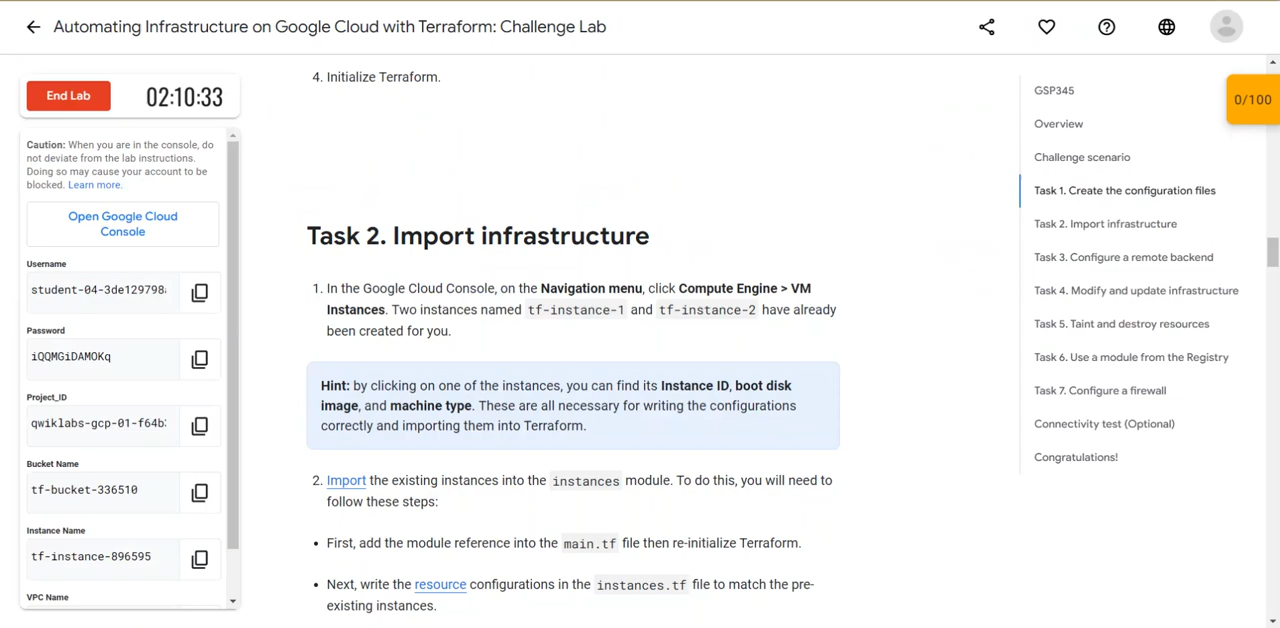 Automating Infrastructure on Google Cloud with Terraform: Challenge Lab
End Lab
02:10:33
Caution: When you are in the console, do
not deviate from the lab instructions.
Doing so may cause your account to be
blocked. Learn more.
Open Google Cloud
Console
Username
student-04-3de129798
Password
iQQMGiDAMOKq
Project_ID
qwiklabs-gcp-01-f64b
Bucket Name
tf-bucket-336510
Instance Name
tf-instance-896595
VPC Name
4. Initialize Terraform.
Task 2. Import infrastructure
1. In the Google Cloud Console, on the Navigation menu, click Compute Engine > VM
Instances. Two instances named tf-instance-1 and tf-instance-2 have already
been created for you.
Hint: by clicking on one of the instances, you can find its Instance ID, boot disk
image, and machine type. These are all necessary for writing the configurations
correctly and importing them into Terraform.
2. Import the existing instances into the instances module. To do this, you will need to
follow these steps:
• First, add the module reference into the main.tf file then re-initialize Terraform.
• Next, write the resource configurations in the instances.tf file to match the pre-
existing instances.
GSP345
Overview
Challenge scenario
Task 1. Create the configuration files
Task 2. Import infrastructure
Task 3. Configure a remote backend
Task 4. Modify and update infrastructure
Task 5. Taint and destroy resources
Task 6. Use a module from the Registry
Task 7. Configure a firewall
Connectivity test (Optional)
Congratulations!
0/100